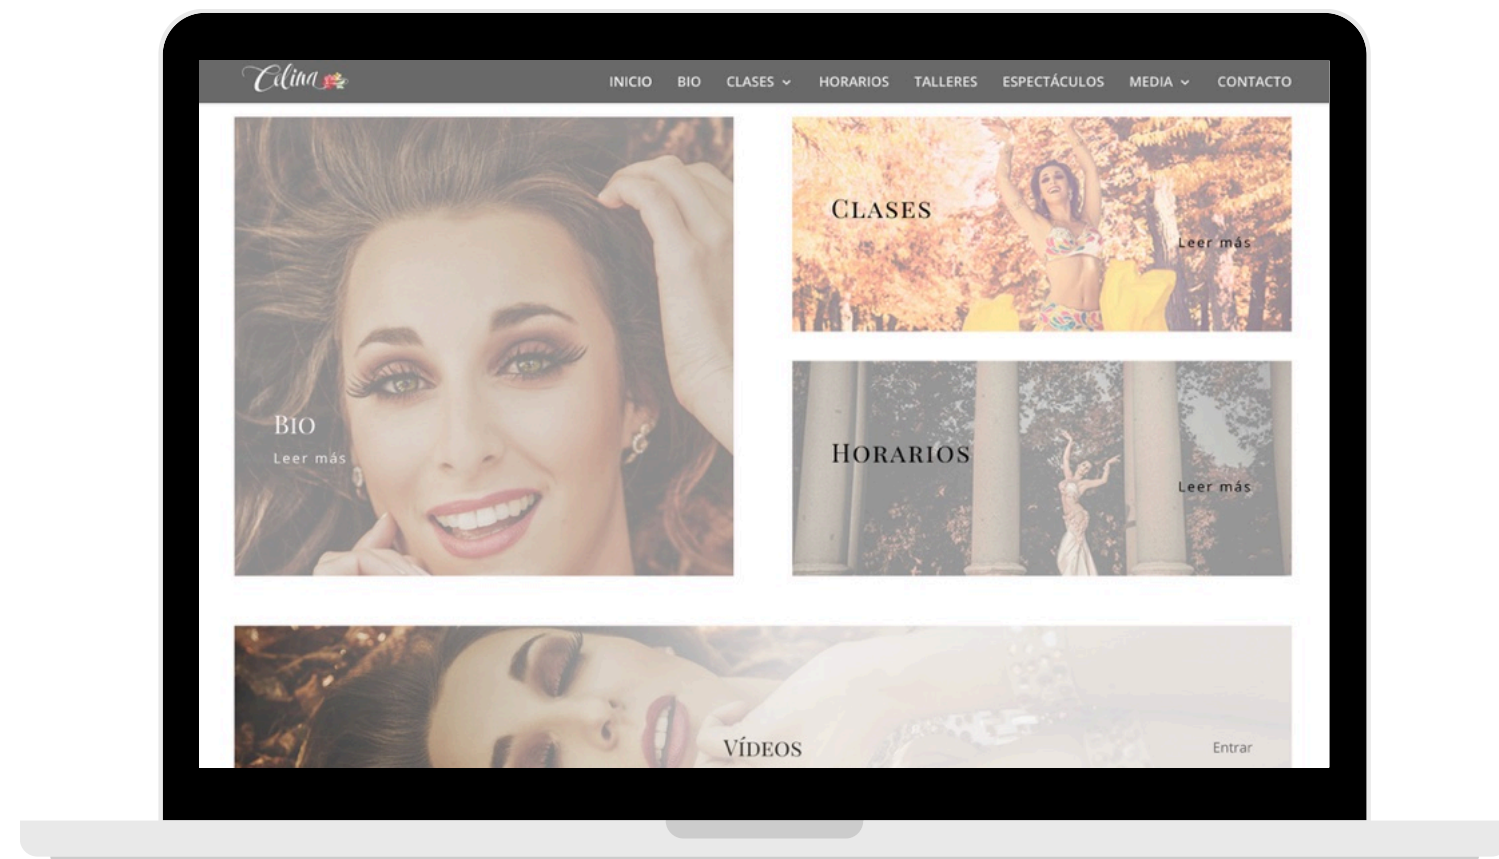 Celina
INICIO BIO CLASES HORARIOS TALLERES ESPECTÁCULOS MEDIA CONTACTO
Bio
Leer más
Clases
Leer más
Horarios
Leer más
Vídeos
Entrar